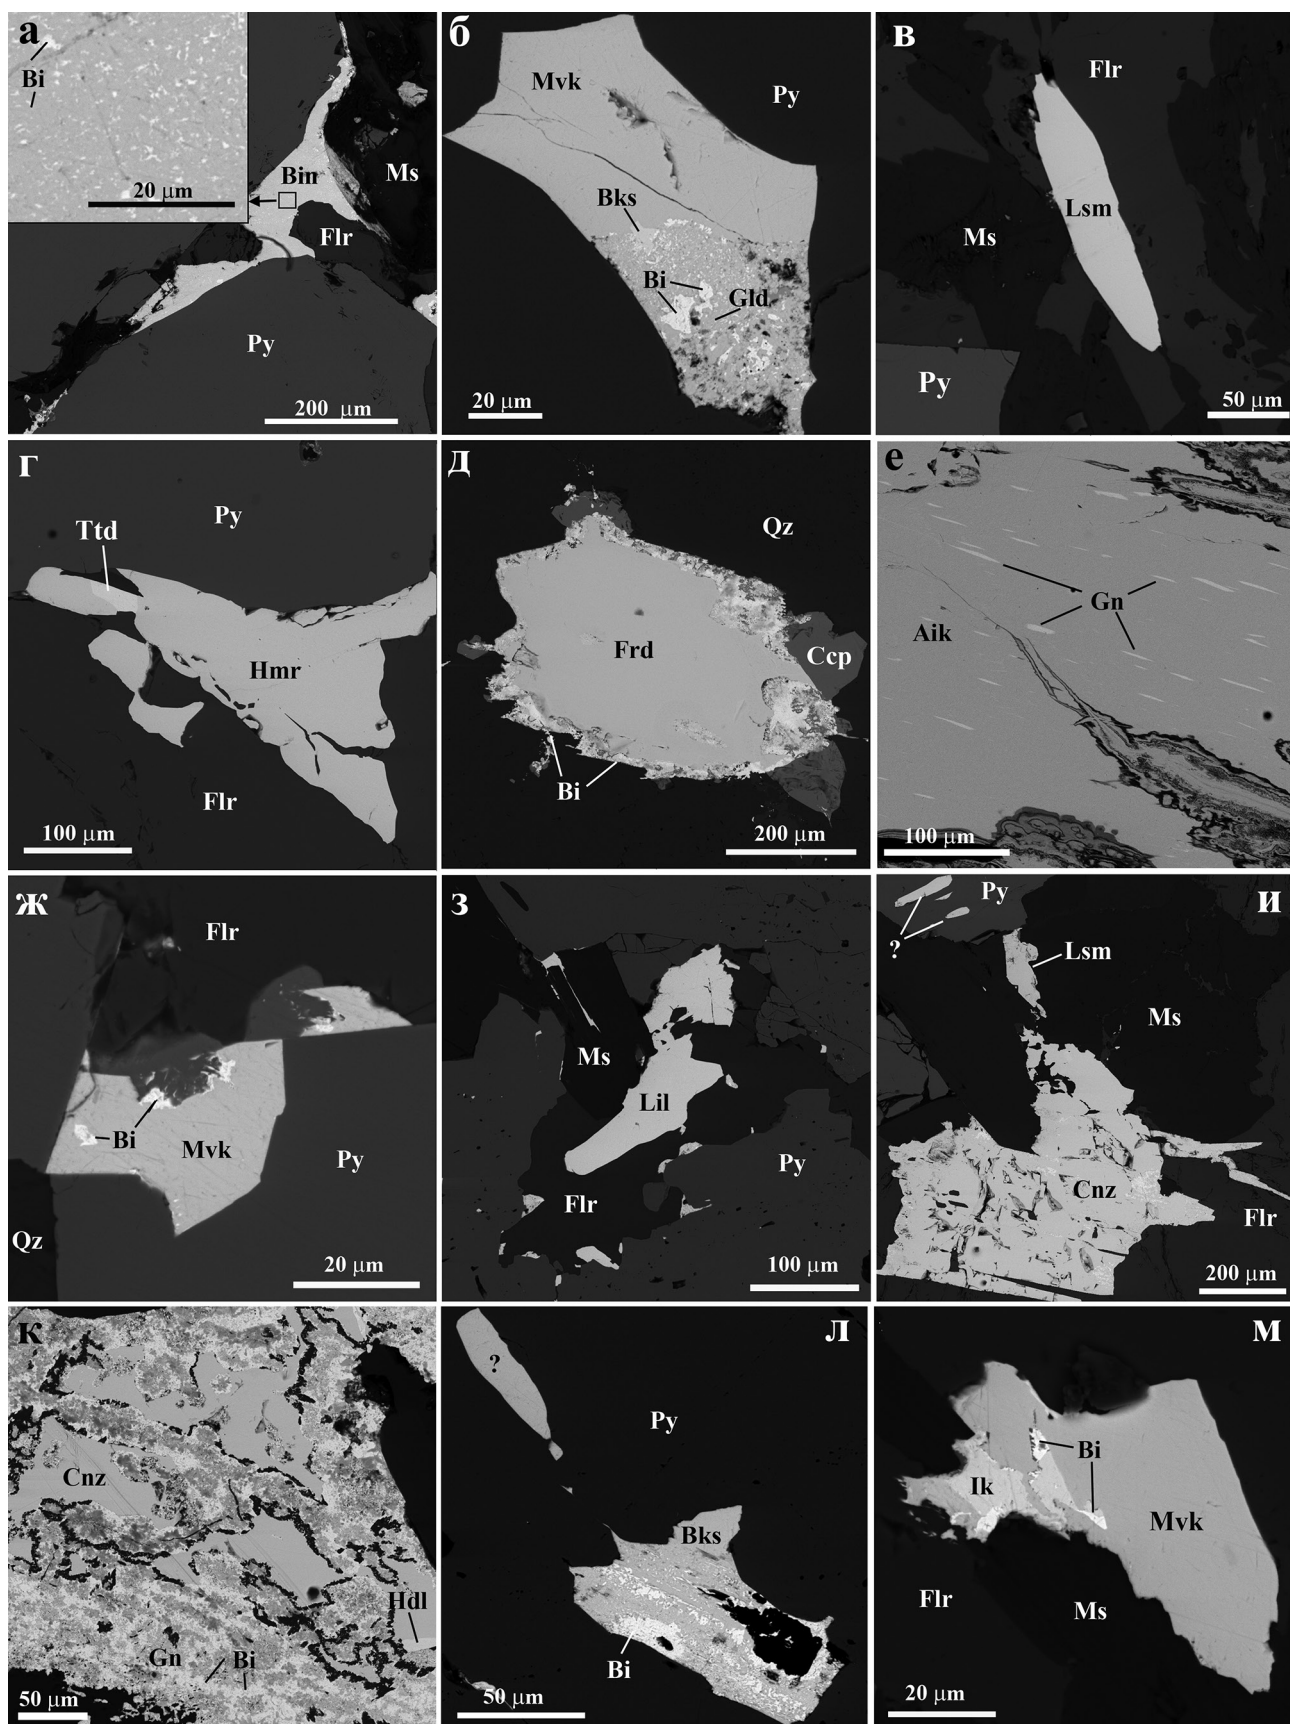 а
Bi
20 μm
Bin
Ms
Flr
Py
200 μm
б
Mvk
Py
Bks
Bi
Gld
20 μm
в
Flr
Lsm
Ms
Py
50 μm
г
Py
Ttd
Hmr
Flr
100 μm
д
Qz
Frd
Ccp
Bi
200 μm
е
Gn
Aik
100 μm
ж
Flr
Bi
Mvk
Py
Qz
20 μm
з
Ms
Lil
Py
Flr
100 μm
и
Py
?
Lsm
Ms
Cnz
Flr
200 μm
к
Cnz
Hdl
Gn
Bi
50 μm
л
?
Py
Bks
Bi
50 μm
м
Bi
Ik
Mvk
Flr
Ms
20 μm